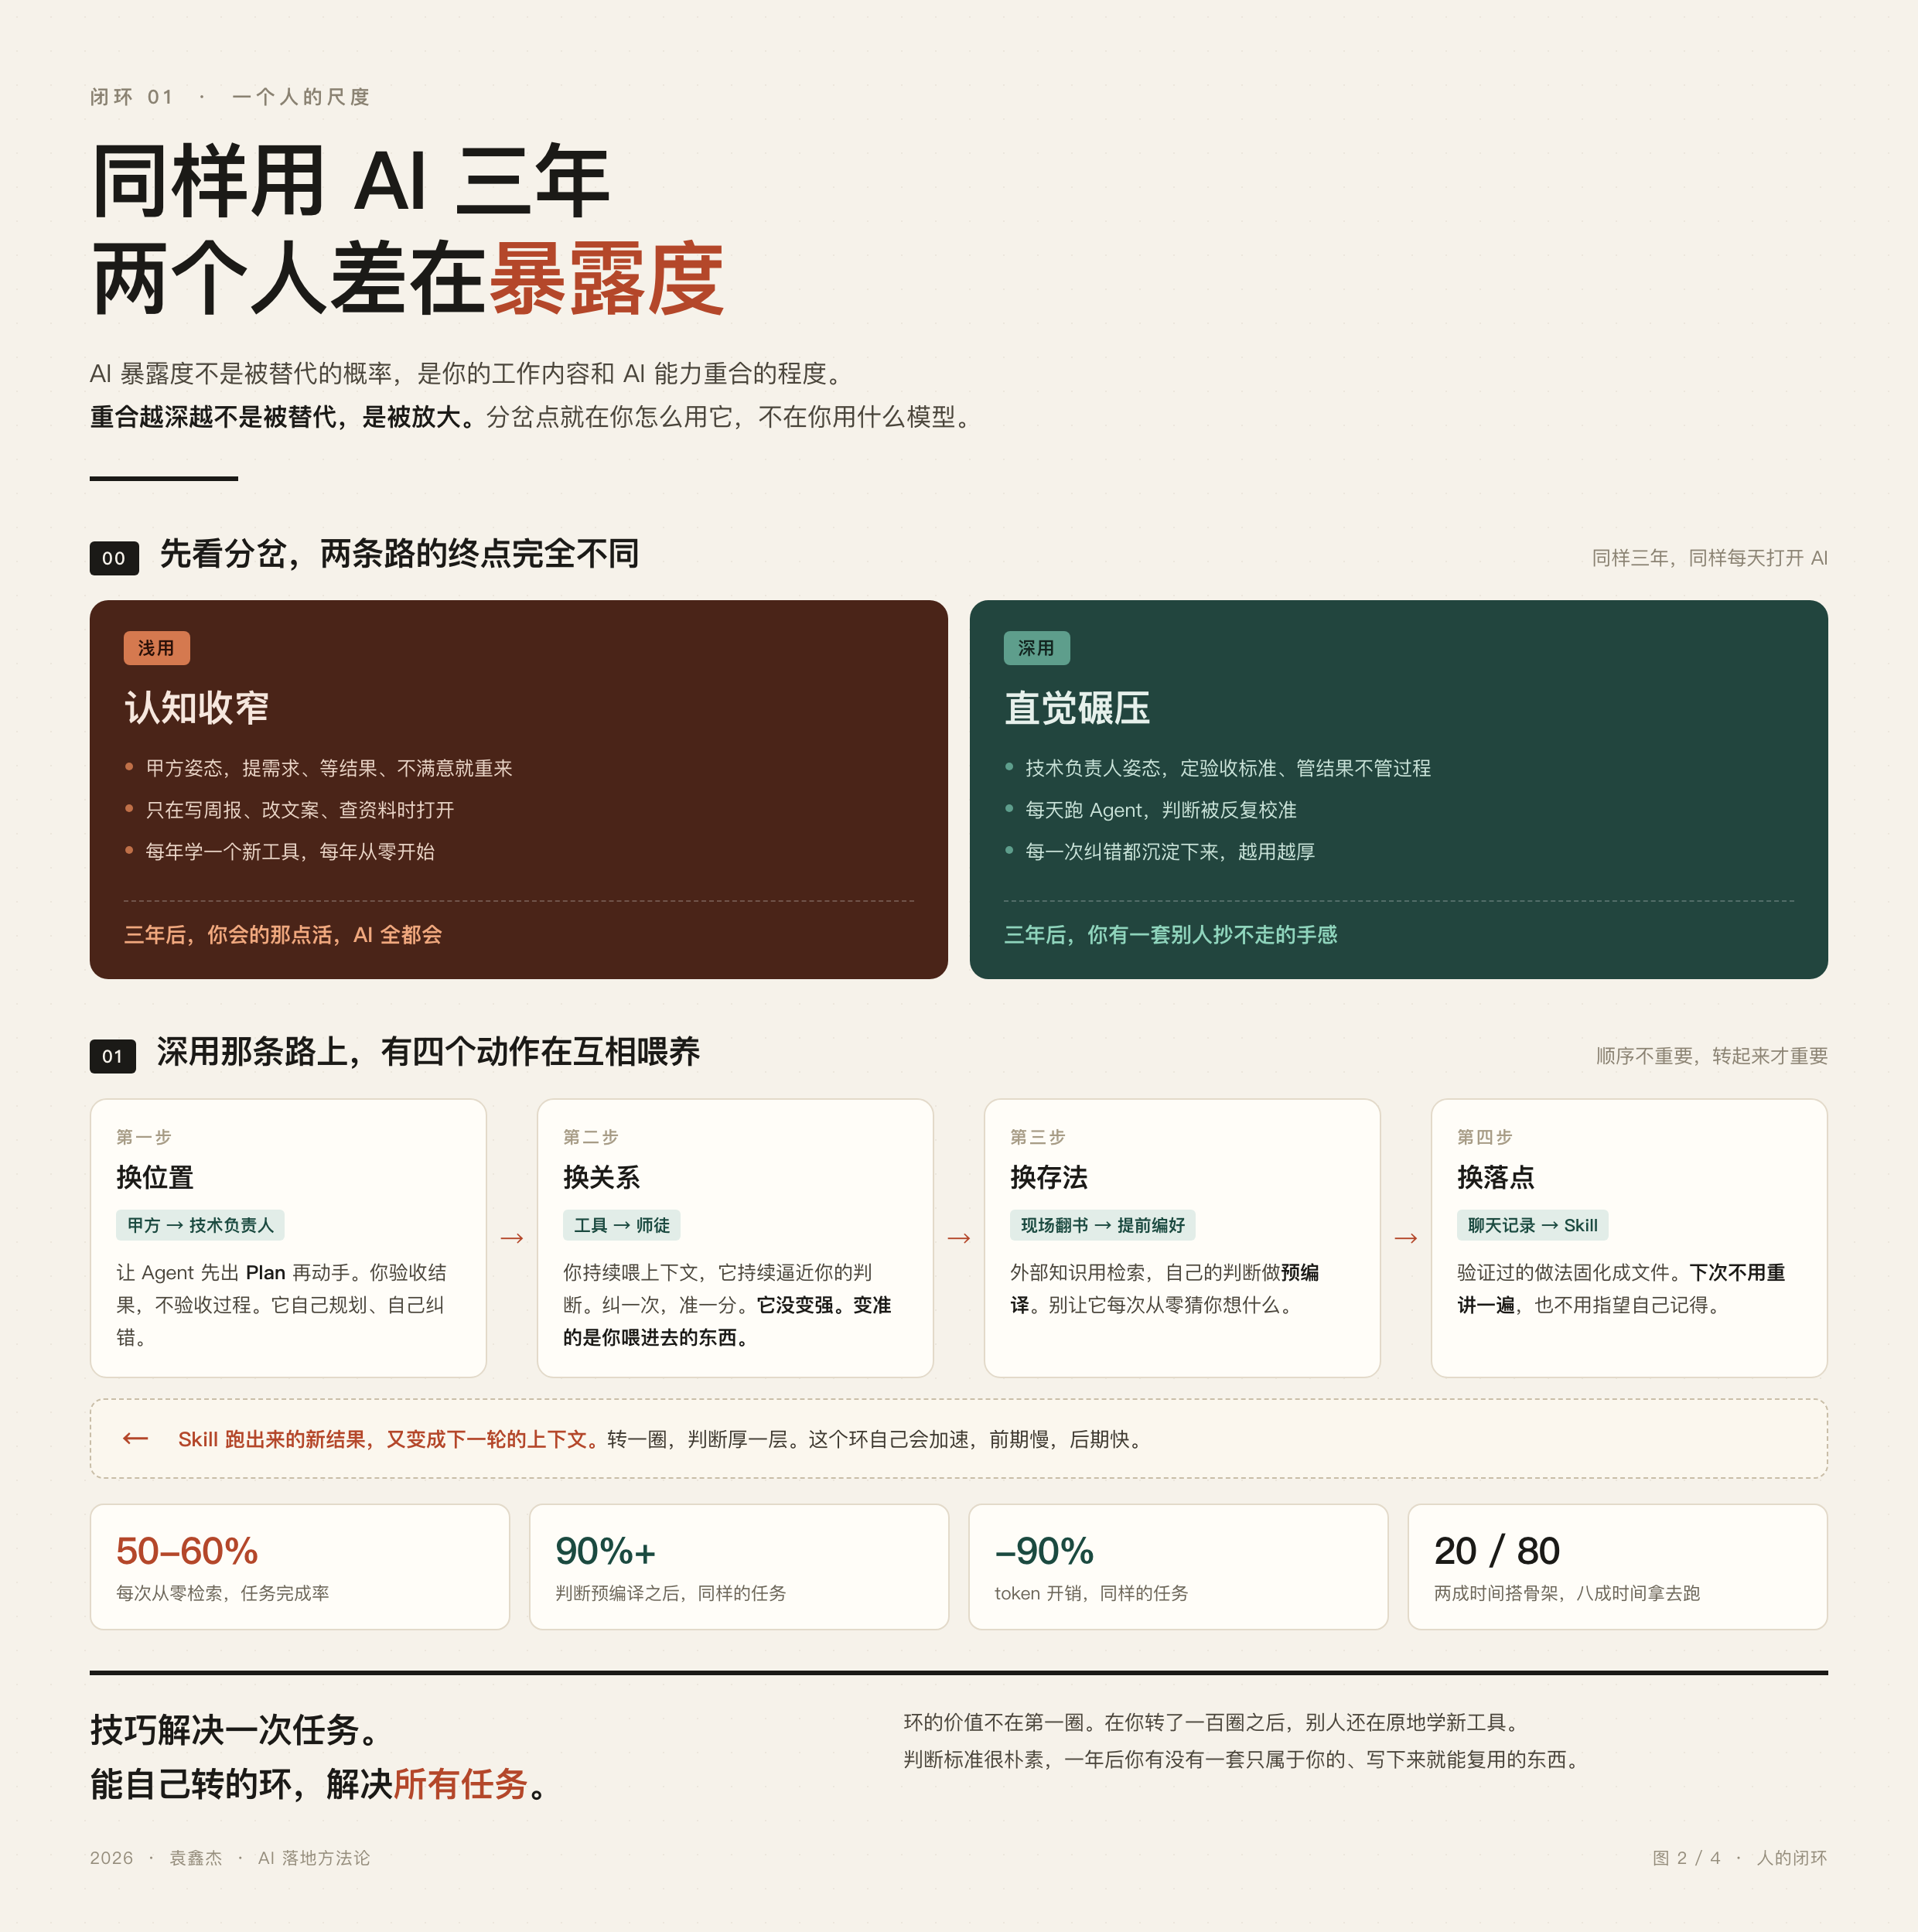 闭环 01 · 一个人的尺度
同样用 AI 三年
两个人差在暴露度
AI 暴露度不是被替代的概率，是你的工作内容和 AI 能力重合的程度。
重合越深越不是被替代，是被放大。分岔点就在你怎么用它，不在你用什么模型。
00 先看分岔，两条路的终点完全不同
同样三年，同样每天打开 AI
浅用
认知收窄
• 甲方姿态，提需求、等结果、不满意就重来
• 只在写周报、改文案、查资料时打开
• 每年学一个新工具，每年从零开始
三年后，你会的那点活，AI 全都会
深用
直觉碾压
• 技术负责人姿态，定验收标准、管结果不管过程
• 每天跑 Agent，判断被反复校准
• 每一次纠错都沉淀下来，越用越厚
三年后，你有一套别人抄不走的手感
01 深用那条路上，有四个动作在互相喂养
顺序不重要，转起来才重要
第一步
换位置
甲方 → 技术负责人
让 Agent 先出 Plan 再动手。你验收结
果，不验收过程。它自己规划、自己纠
错。
→
第二步
换关系
工具 → 师徒
你持续喂上下文，它持续逼近你的判
断。纠一次，准一分。它没变强。变准
的是你喂进去的东西。
→
第三步
换存法
现场翻书 → 提前编好
外部知识用检索，自己的判断做预编
译。别让它每次从零猜你想什么。
→
第四步
换落点
聊天记录 → Skill
验证过的做法固化成文件。下次不用重
讲一遍，也不用指望自己记得。
← Skill 跑出来的新结果，又变成下一轮的上下文。转一圈，判断厚一层。这个环自己会加速，前期慢，后期快。
50–60%
每次从零检索，任务完成率
90%+
判断预编译之后，同样的任务
–90%
token 开销，同样的任务
20 / 80
两成时间搭骨架，八成时间拿去跑
技巧解决一次任务。
能自己转的环，解决所有任务。
环的价值不在第一圈。在你转了一百圈之后，别人还在原地学新工具。
判断标准很朴素，一年后你有没有一套只属于你的、写下来就能复用的东西。
2026 · 袁鑫杰 · AI 落地方法论
图 2 / 4 · 人的闭环